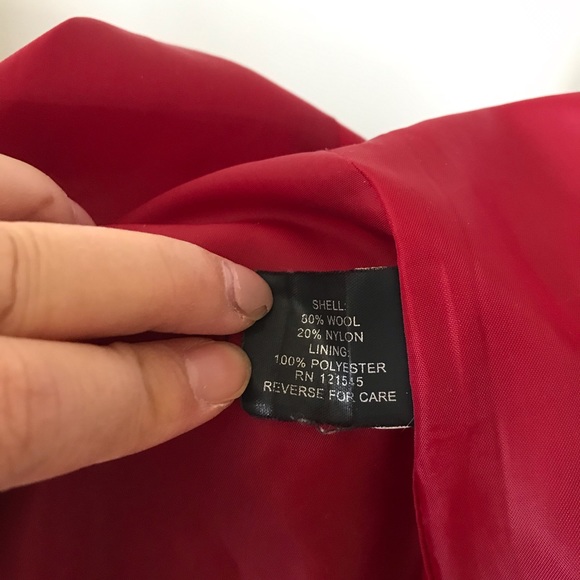 SHELL:
80% WOOL
20% NYLON
LINING:
100% POLYESTER
RN 121545
REVERSE FOR CARE